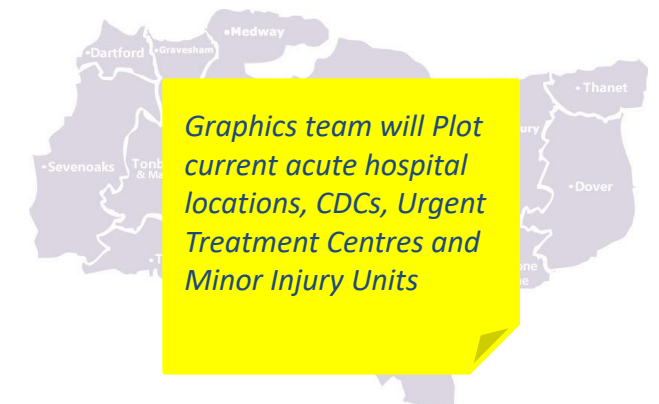 •Medway
•Dartford
•Gravesham
•Thanet
Graphics team will Plot
current acute hospital
locations, CDCs, Urgent
Treatment Centres and
Minor Injury Units
•Sevenoaks
•Dover